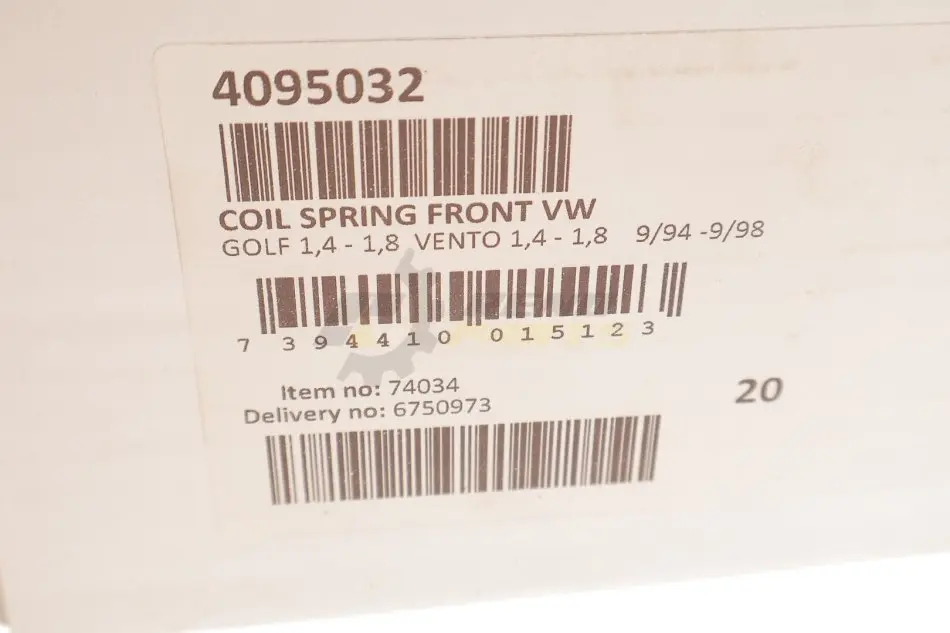 4095032
COIL SPRING FRONT VW
GOLF 1,4 - 1,8 VENTO 1,4 - 1,8 9/94 -9/98
7 394410 015123
Item no: 74034
Delivery no: 6750973
20